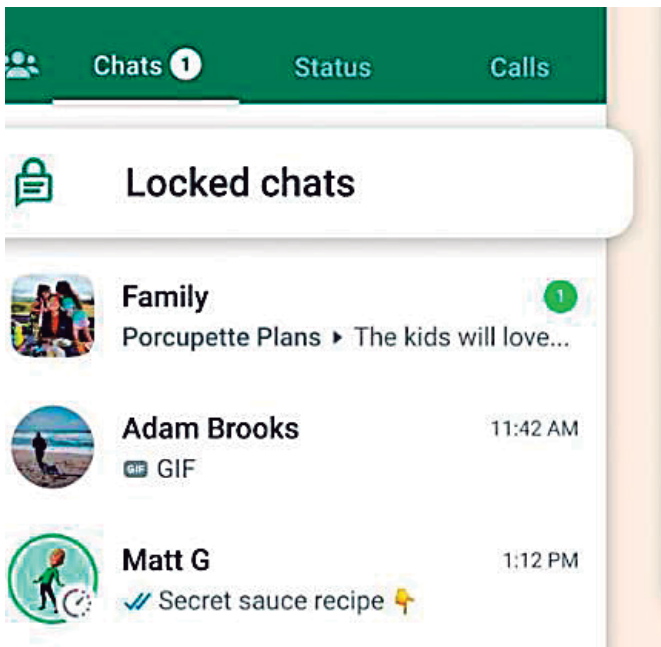 Chats 1 Status Calls
Locked chats
Family 1
Porcupette Plans ▸ The kids will love...
Adam Brooks 11:42 AM
GIF GIF
Matt G 1:12 PM
Secret sauce recipe 👇